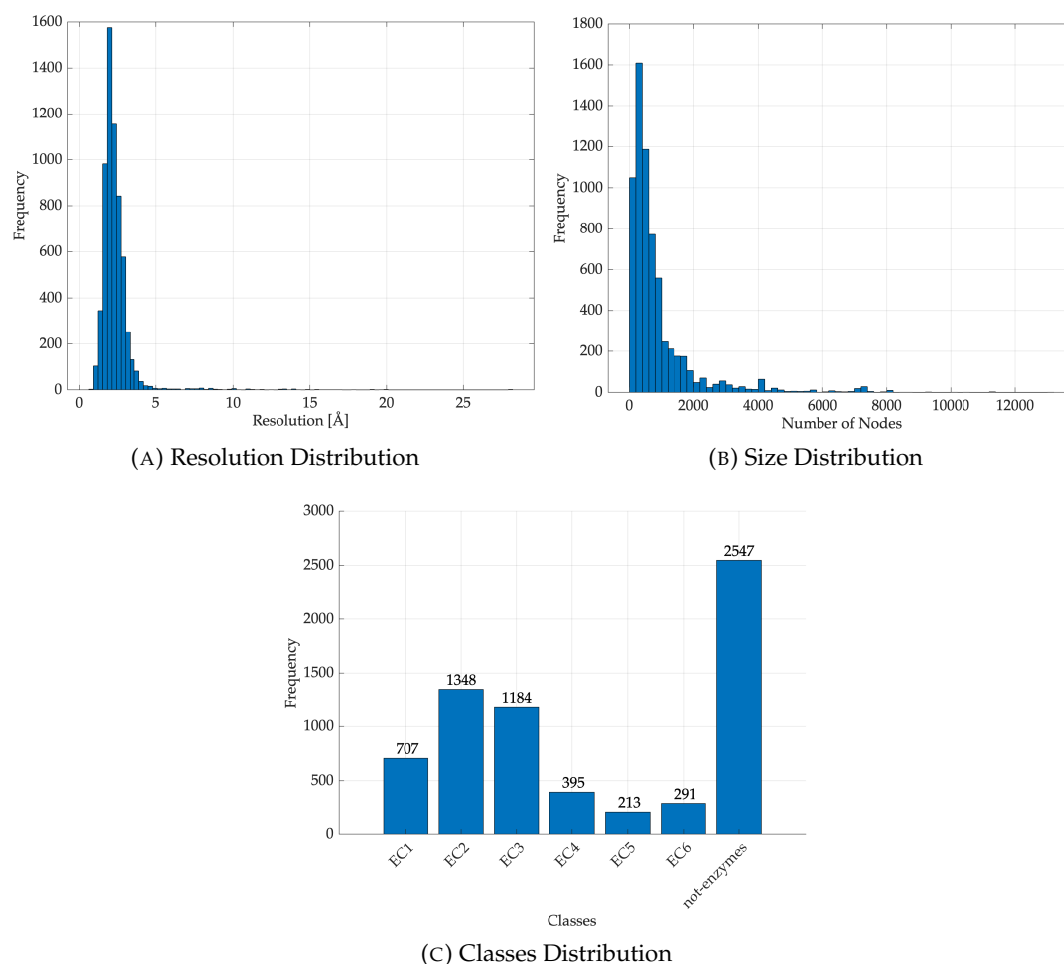 1600
1400
1200
1000
800
600
400
200
0
Frequency
0 5 10 15 20 25
Resolution [Å]
(A) Resolution Distribution
1800
1600
1400
1200
1000
800
600
400
200
0
Frequency
0 2000 4000 6000 8000 10000 12000
Number of Nodes
(B) Size Distribution
3000
2500
2000
1500
1000
500
0
Frequency
707
1348
1184
395
213
291
2547
EC1
EC2
EC3
EC4
EC5
EC6
not-enzymes
Classes
(C) Classes Distribution